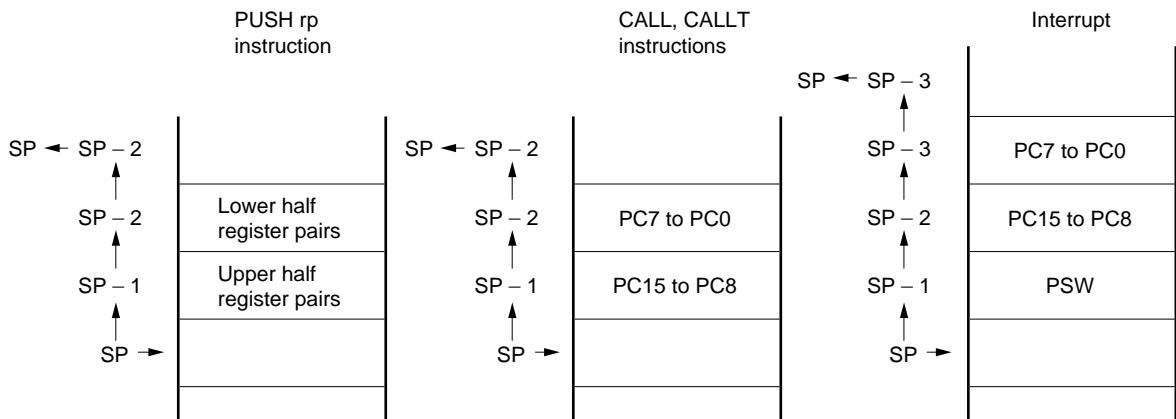 PUSH rp
instruction
SP
SP – 2
SP – 2
Lower half
register pairs
SP – 1
Upper half
register pairs
SP
CALL, CALLT
instructions
SP
SP – 2
SP – 2
PC7 to PC0
SP – 1
PC15 to PC8
SP
Interrupt
SP
SP – 3
SP – 3
PC7 to PC0
SP – 2
PC15 to PC8
SP – 1
PSW
SP